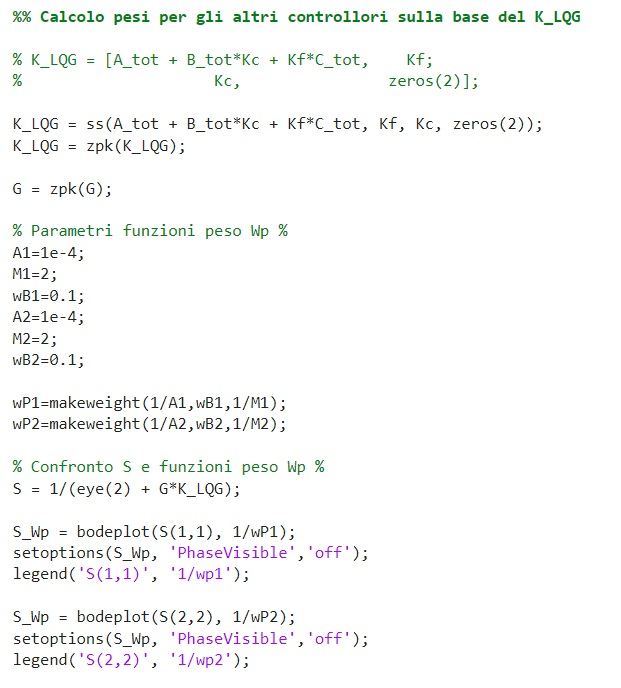 %% Calcolo pesi per gli altri controllori sulla base del K_LQG
% K_LQG = [A_tot + B_tot*Kc + Kf*C_tot,    Kf;
%                      Kc,                  zeros(2)];
K_LQG = ss(A_tot + B_tot*Kc + Kf*C_tot, Kf, Kc, zeros(2));
K_LQG = zpk(K_LQG);
G = zpk(G);
% Parametri funzioni peso Wp %
A1=1e-4;
M1=2;
wB1=0.1;
A2=1e-4;
M2=2;
wB2=0.1;
wP1=makeweight(1/A1,wB1,1/M1);
wP2=makeweight(1/A2,wB2,1/M2);
% Confronto S e funzioni peso Wp %
S = 1/(eye(2) + G*K_LQG);
S_Wp = bodeplot(S(1,1), 1/wP1);
setoptions(S_Wp, 'PhaseVisible','off');
legend('S(1,1)', '1/wp1');
S_Wp = bodeplot(S(2,2), 1/wP2);
setoptions(S_Wp, 'PhaseVisible','off');
legend('S(2,2)', '1/wp2');